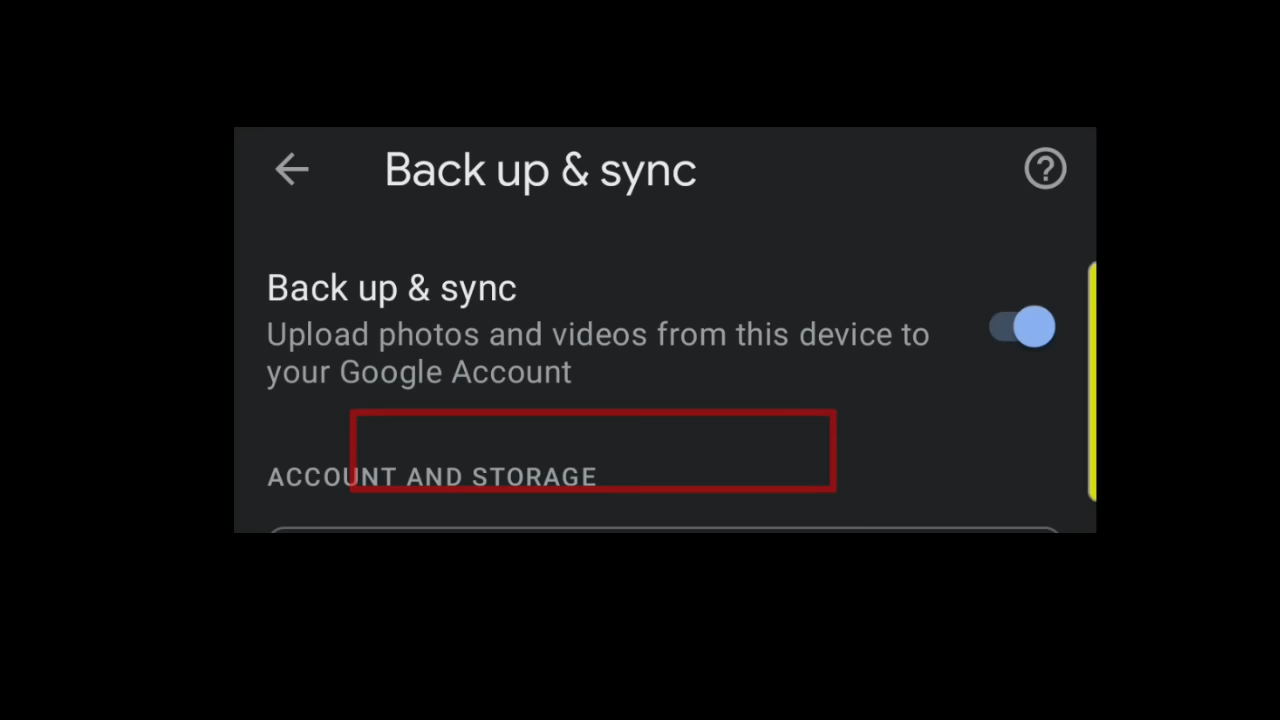 Back up & sync
Back up & sync
Upload photos and videos from this device to
your Google Account
ACCOUNT AND STORAGE